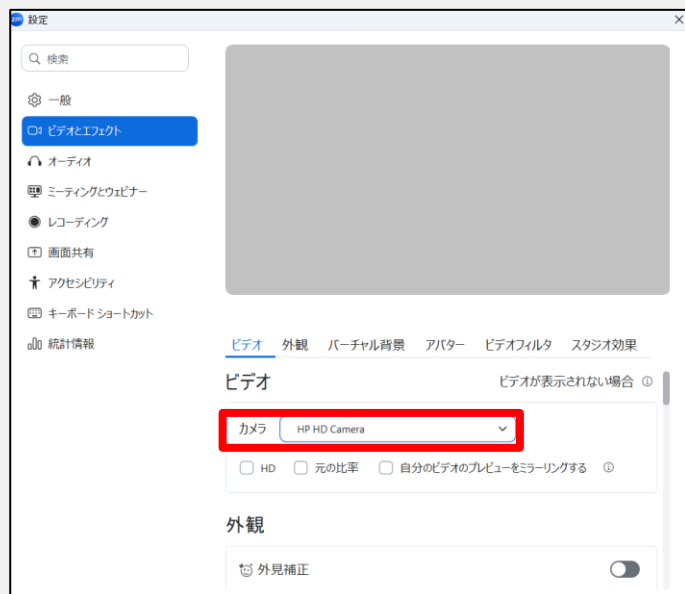 zm 設定
検索
一般
ビデオとエフェクト
オーディオ
ミーティングとウェビナー
レコーディング
画面共有
アクセシビリティ
キーボード ショートカット
統計情報
ビデオ 外観 バーチャル背景 アバター ビデオフィルタ スタジオ効果
ビデオ ビデオが表示されない場合
カメラ HP HD Camera
HD 元の比率 自分のビデオのプレビューをミラーリングする
外観
外見補正